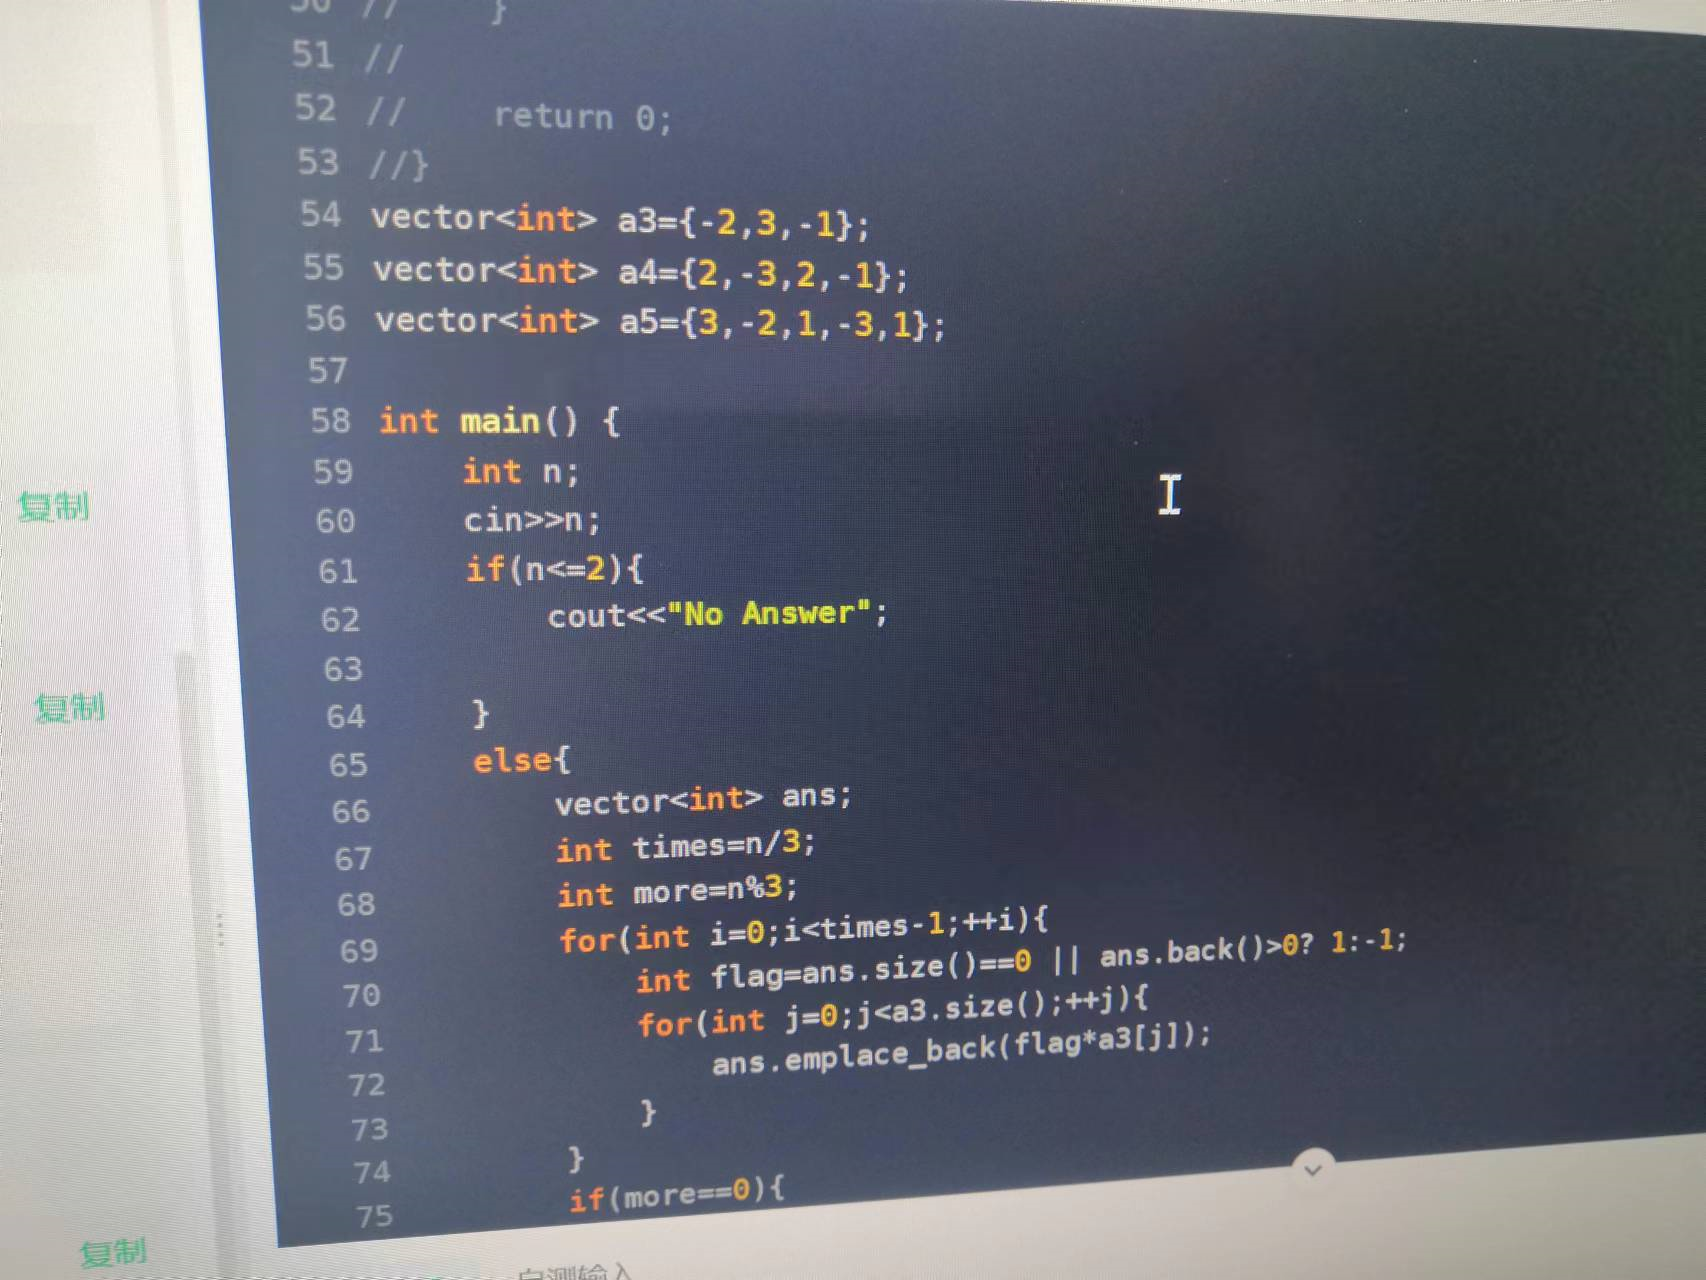 50 //     }
51 //
52 //     return 0;
53 //}
54 vector<int> a3={-2,3,-1};
55 vector<int> a4={2,-3,2,-1};
56 vector<int> a5={3,-2,1,-3,1};
57
58 int main() {
59     int n;
60     cin>>n;
61     if(n<=2){
62         cout<<"No Answer";
63
64     }
65     else{
66         vector<int> ans;
67         int times=n/3;
68         int more=n%3;
69         for(int i=0;i<times-1;++i){
70             int flag=ans.size()==0 || ans.back()>0? 1:-1;
71             for(int j=0;j<a3.size();++j){
72                 ans.emplace_back(flag*a3[j]);
73             }
74         }
75         if(more==0){
复制
复制
复制
自测输入